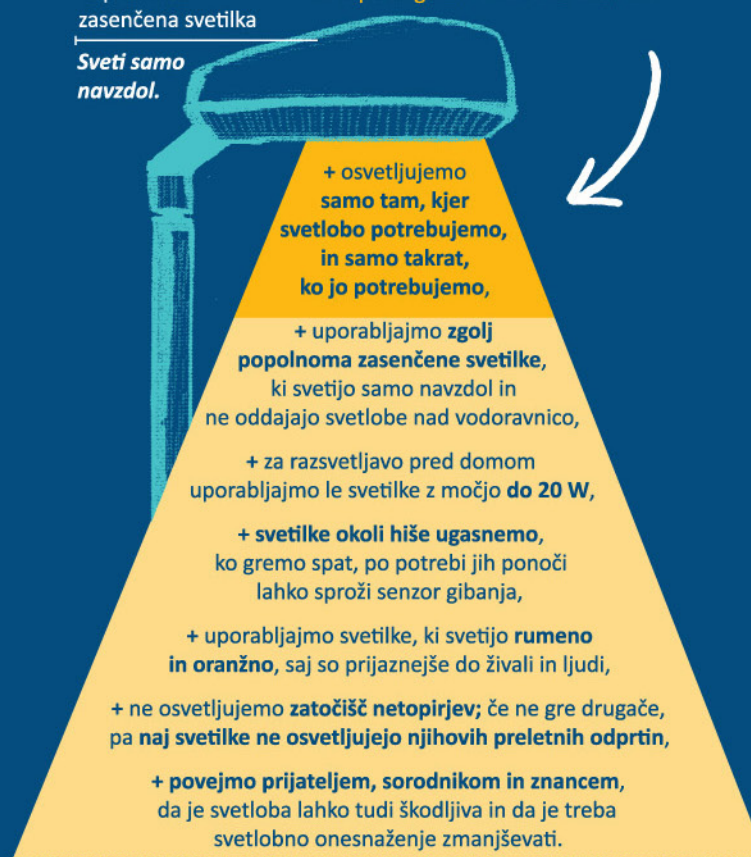 zasenčena svetilka
Sveti samo
navzdol.
+ osvetljujemo
samo tam, kjer
svetlobo potrebujemo,
in samo takrat,
ko jo potrebujemo,
+ uporabljajmo zgolj
popolnoma zasenčene svetilke,
ki svetijo samo navzdol in
ne oddajajo svetlobe nad vodoravnico,
+ za razsvetljavo pred domom
uporabljajmo le svetilke z močjo do 20 W,
+ svetilke okoli hiše ugasnemo,
ko gremo spat, po potrebi jih ponoči
lahko sproži senzor gibanja,
+ uporabljajmo svetilke, ki svetijo rumeno
in oranžno, saj so prijaznejše do živali in ljudi,
+ ne osvetljujemo zatočišč netopirjev; če ne gre drugače,
pa naj svetilke ne osvetljujejo njihovih preletnih odprtin,
+ povejmo prijateljem, sorodnikom in znancem,
da je svetloba lahko tudi škodljiva in da je treba
svetlobno onesnaženje zmanjševati.